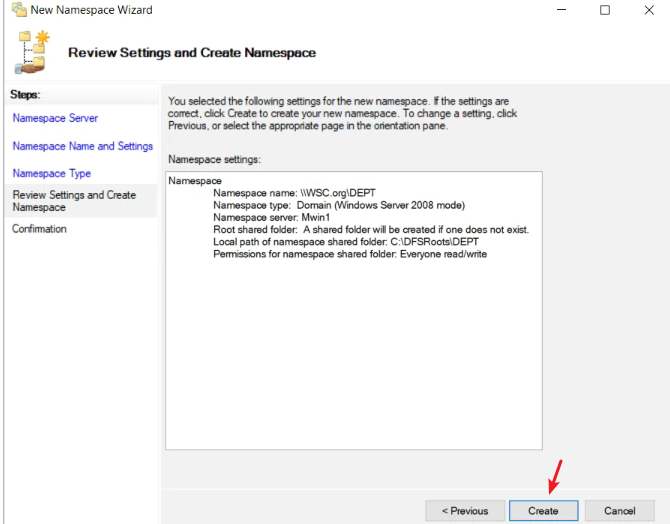 New Namespace Wizard
Review Settings and Create Namespace
Steps:
Namespace Server
Namespace Name and Settings
Namespace Type
Review Settings and Create
Namespace
Confirmation
You selected the following settings for the new namespace. If the settings are
correct, click Create to create your new namespace. To change a setting, click
Previous, or select the appropriate page in the orientation pane.
Namespace settings:
Namespace
Namespace name: \\WSC.org\DEPT
Namespace type: Domain (Windows Server 2008 mode)
Namespace server: Mwin1
Root shared folder: A shared folder will be created if one does not exist.
Local path of namespace shared folder: C:\DFSRoots\DEPT
Permissions for namespace shared folder: Everyone read/write
< Previous
Create
Cancel